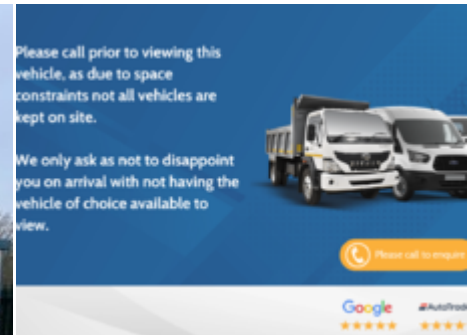 Please call prior to viewing this
vehicle, as due to space
constraints not all vehicles are
kept on site.
We only ask as not to disappoint
you on arrival with not having the
vehicle of choice available to
view.
Please call to enquire
Google
AutoTrade